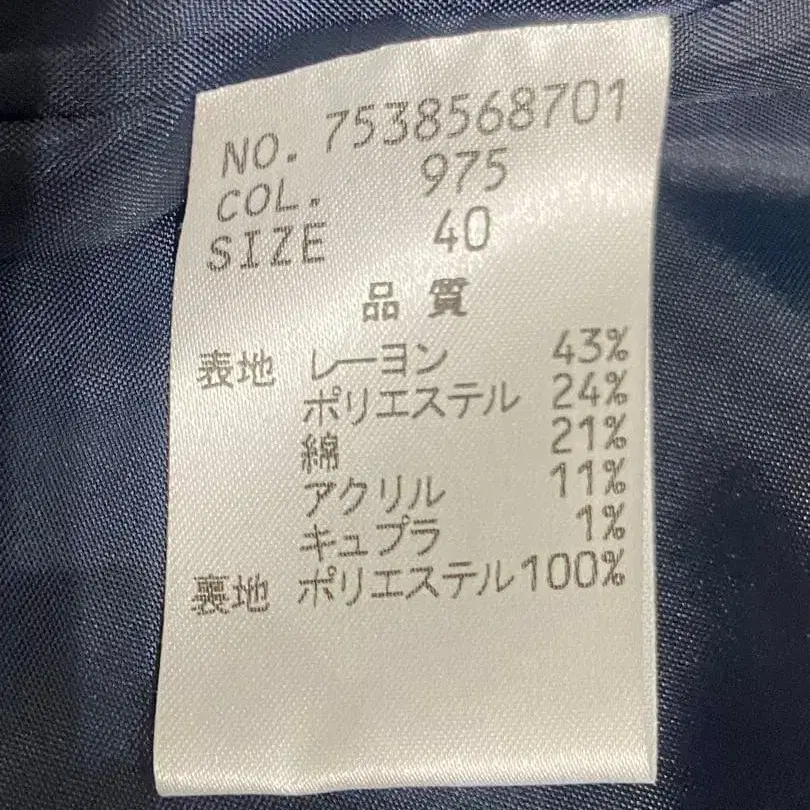 NO. 7538568701
COL. 975
SIZE 40
品質
表地 レーヨン 43%
ポリエステル 24%
綿 21%
アクリル 11%
キュプラ 1%
裏地 ポリエステル100%